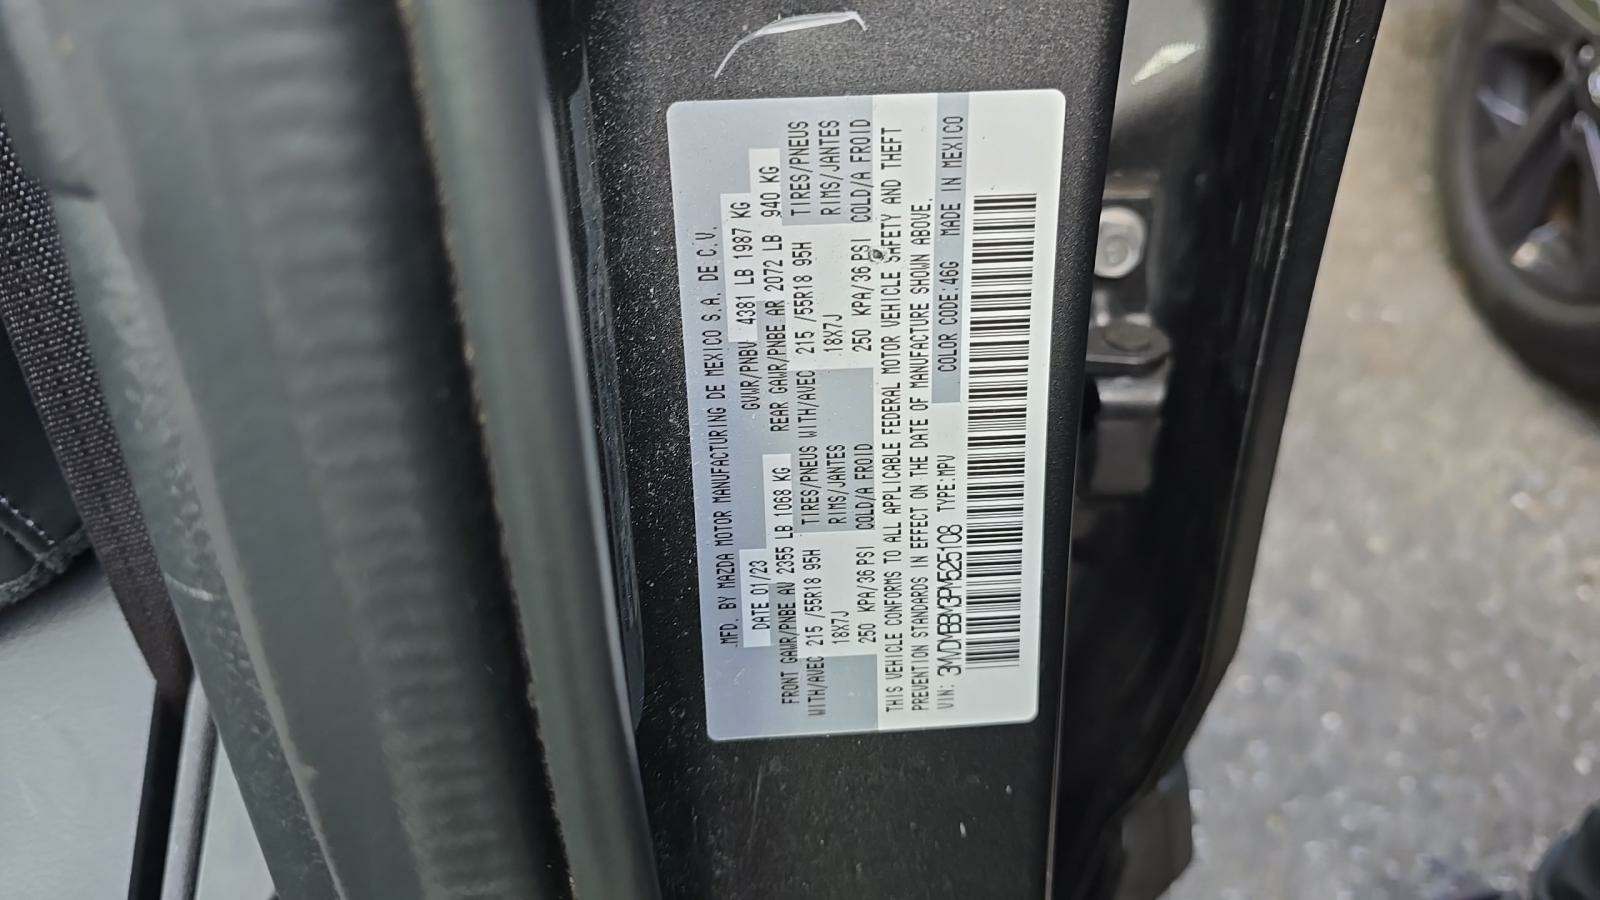 MFD. BY MAZDA MOTOR MANUFACTURING DE MEXICO S.A. DE C.V.
DATE 01/23 GVWR/PNBV 4381 LB 1987 KG
FRONT GAWR/PNBE AV 2355 LB 1068 KG REAR GAWR/PNBE AR 2072 LB 940 KG
WITH/AVEC 215 /55R18 95H TIRES/PNEUS WITH/AVEC 215 /55R18 95H TIRES/PNEUS
18X7J RIMS/JANTES 18X7J RIMS/JANTES
250 KPA/36 PSI COLD/A FROID 250 KPA/36 PSI COLD/A FROID
THIS VEHICLE CONFORMS TO ALL APPLICABLE FEDERAL MOTOR VEHICLE SAFETY AND THEFT
PREVENTION STANDARDS IN EFFECT ON THE DATE OF MANUFACTURE SHOWN ABOVE.
VIN: 3MVDMBBM3PM525108 TYPE:MPV COLOR CODE:46G MADE IN MEXICO